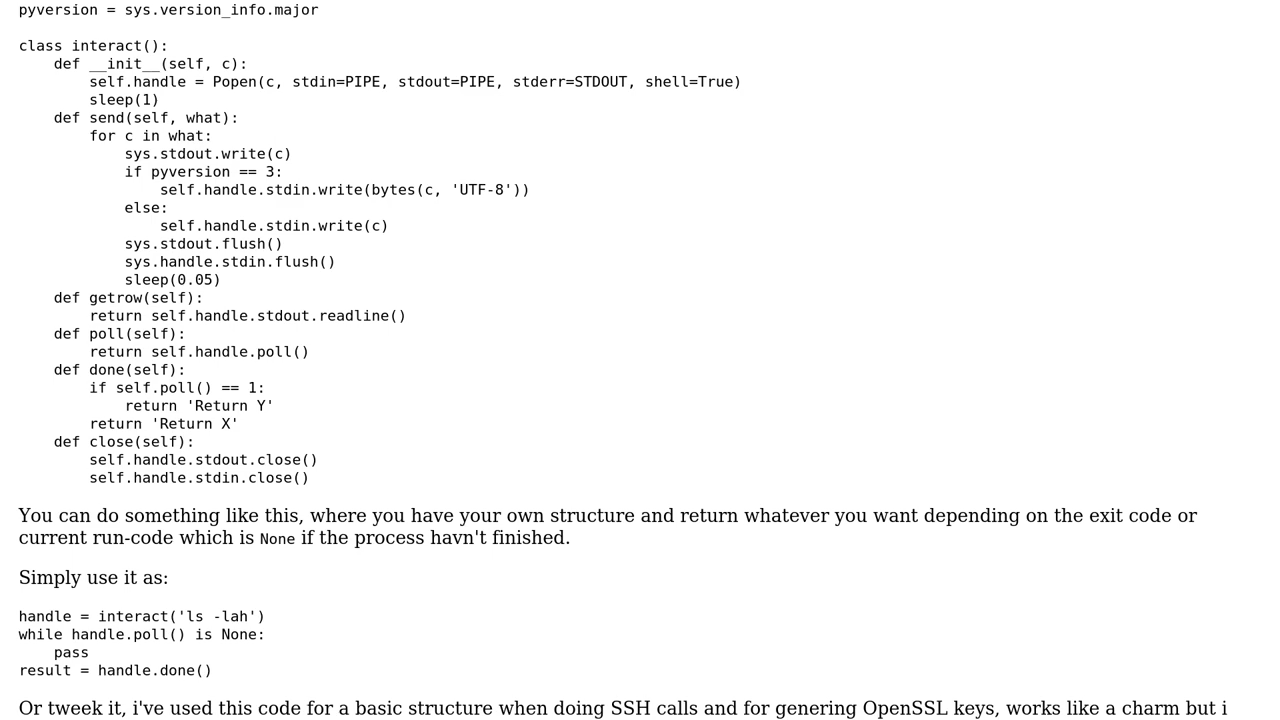 pyversion = sys.version_info.major
class interact():
    def __init__(self, c):
        self.handle = Popen(c, stdin=PIPE, stdout=PIPE, stderr=STDOUT, shell=True)
        sleep(1)
    def send(self, what):
        for c in what:
            sys.stdout.write(c)
            if pyversion == 3:
                self.handle.stdin.write(bytes(c, 'UTF-8'))
            else:
                self.handle.stdin.write(c)
            sys.stdout.flush()
            sys.handle.stdin.flush()
            sleep(0.05)
    def getrow(self):
        return self.handle.stdout.readline()
    def poll(self):
        return self.handle.poll()
    def done(self):
        if self.poll() == 1:
            return 'Return Y'
        return 'Return X'
    def close(self):
        self.handle.stdout.close()
        self.handle.stdin.close()
You can do something like this, where you have your own structure and return whatever you want depending on the exit code or
current run-code which is None if the process havn't finished.
Simply use it as:
handle = interact('ls -lah')
while handle.poll() is None:
    pass
result = handle.done()
Or tweek it, i've used this code for a basic structure when doing SSH calls and for genering OpenSSL keys, works like a charm but i